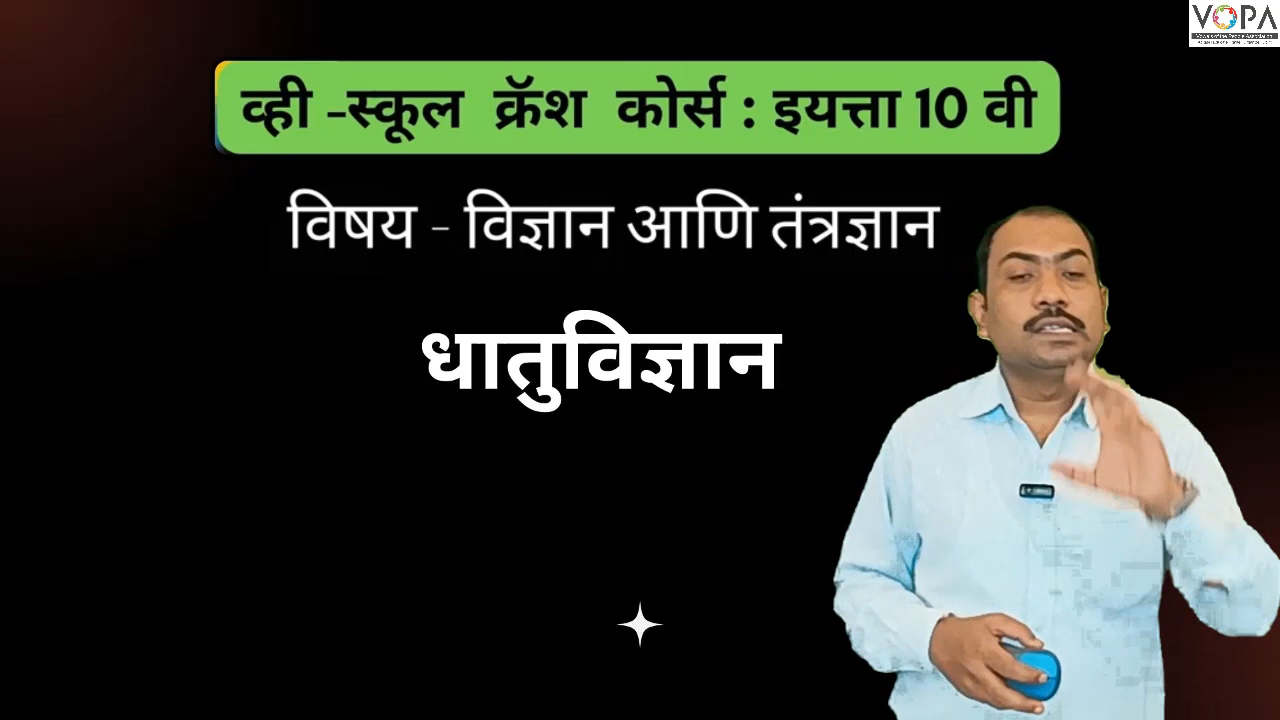 VOPA
व्ही -स्कूल क्रॅश कोर्स : इयत्ता 10 वी
विषय - विज्ञान आणि तंत्रज्ञान
धातुविज्ञान